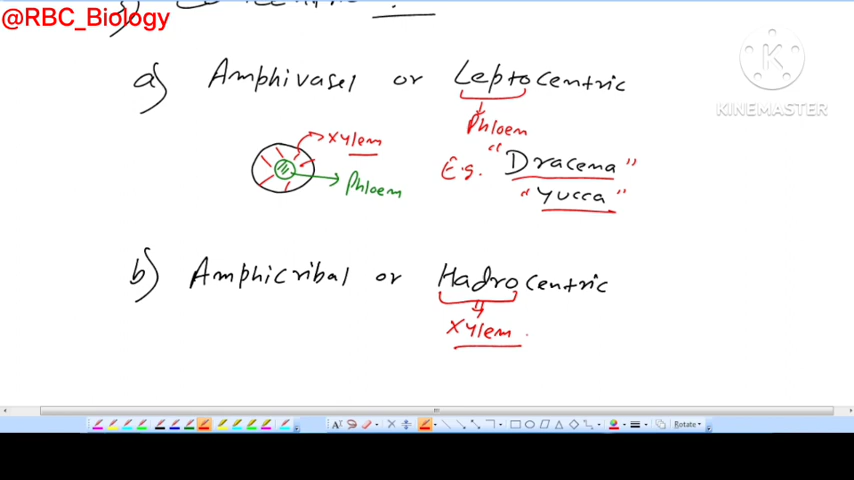 @RBC_Biology
a) Amphivasel or Leptocentric
Phloem
KINEMASTER
xylem
Phloem
E.g. "Dracena"
"Yucca"
b) Amphicribal or Hadrocentric
Xylem
Rotate